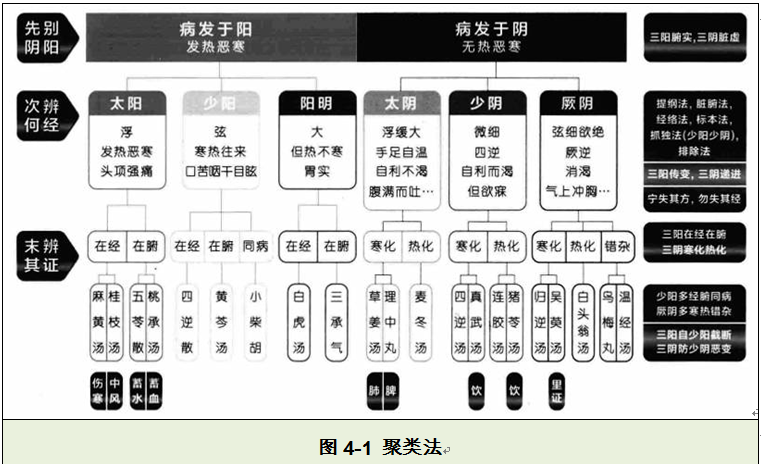 先别
阴阳
病发于阳
发热恶寒
病发于阴
无热恶寒
三阳腑实,三阴脏虚
次辨
何经
太阳
浮
发热恶寒
头项强痛
少阳
弦
寒热往来
口苦咽干目眩
阳明
大
但热不寒
胃实
太阴
浮缓大
手足自温
自利不渴
腹满而吐…
少阴
微细
四逆
自利而渴
但欲寐
厥阴
弦细欲绝
厥逆
消渴
气上冲胸…
提纲法,脏腑法,
经络法,标本法,
抓独法(少阳少阴),
排除法
三阳传变,三阴递进
宁失其方,勿失其经
末辨
其证
在经
在腑
在经
在腑
同病
在经
在腑
寒化
热化
寒化
热化
寒化
热化
错杂
三阳在经在腑
三阴寒化热化
麻黄汤
桂枝汤
五苓散
桃承汤
四逆散
黄芩汤
小柴胡
白虎汤
三承气
草姜汤
理中丸
麦冬汤
四逆汤
真武汤
连胶汤
猪苓汤
归逆汤
吴萸汤
白头翁汤
乌梅丸
温经汤
少阳多经腑同病
厥阴多寒热错杂
三阳自少阳截断
三阴防少阴恶变
伤寒
中风
蓄水
蓄血
肺
脾
饮
饮
里证
图 4-1 聚类法